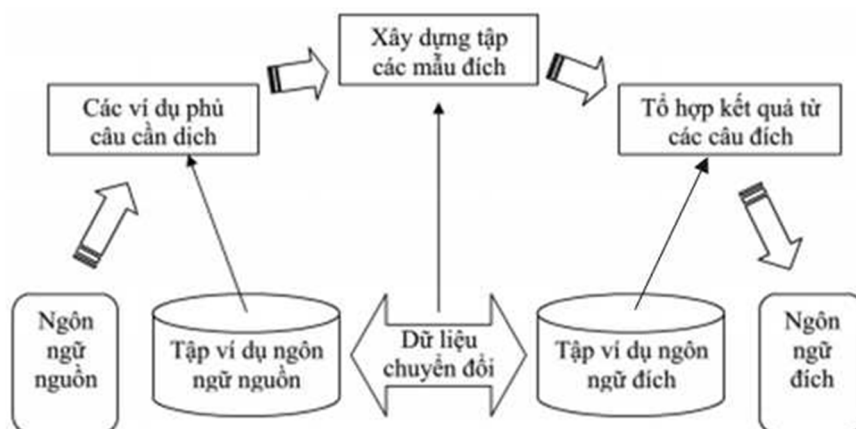 Xây dựng tập
các mẫu đích
Các ví dụ phủ
câu cần dịch
Tổ hợp kết quả từ
các câu đích
Ngôn
ngữ
nguồn
Tập ví dụ ngôn
ngữ nguồn
Dữ liệu
chuyển đổi
Tập ví dụ ngôn
ngữ đích
Ngôn
ngữ
đích